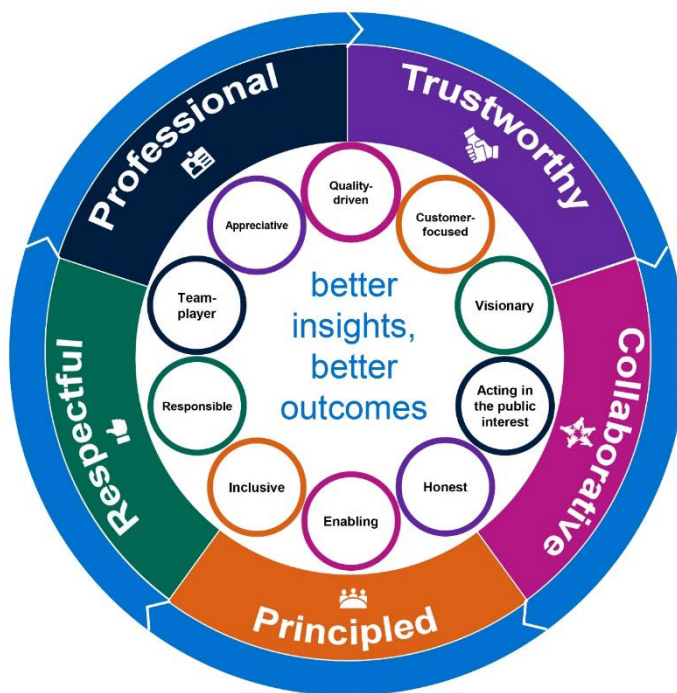 Professional
Trustworthy
Collaborative
Principled
Respectful
Quality-
driven
Customer-
focused
Visionary
Acting in
the public
interest
Honest
Enabling
Inclusive
Responsible
Team-
player
Appreciative
better
insights,
better
outcomes